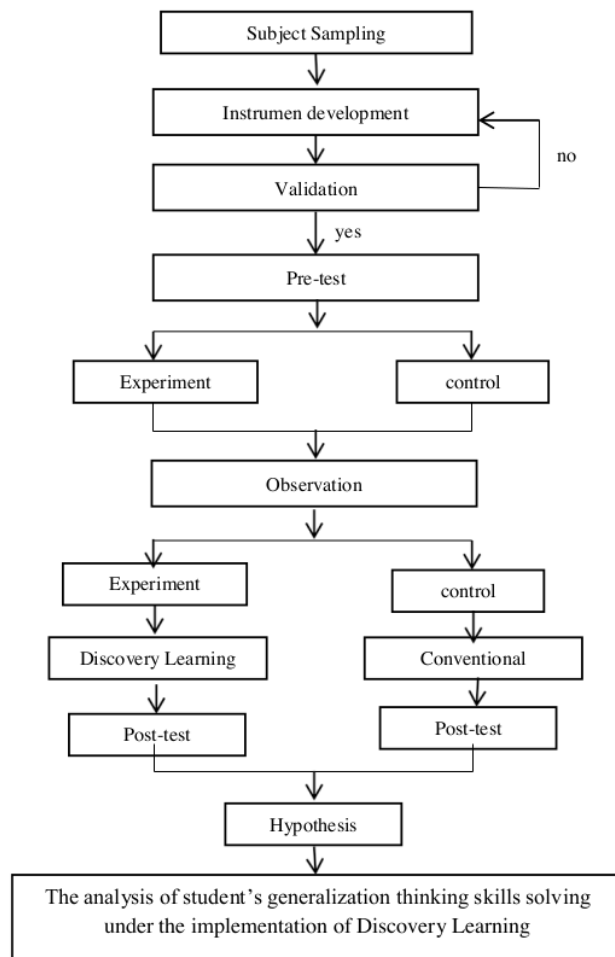 Subject Sampling
Instrumen development
no
Validation
yes
Pre-test
Experiment
control
Observation
Experiment
control
Discovery Learning
Conventional
Post-test
Post-test
Hypothesis
The analysis of student's generalization thinking skills solving
under the implementation of Discovery Learning